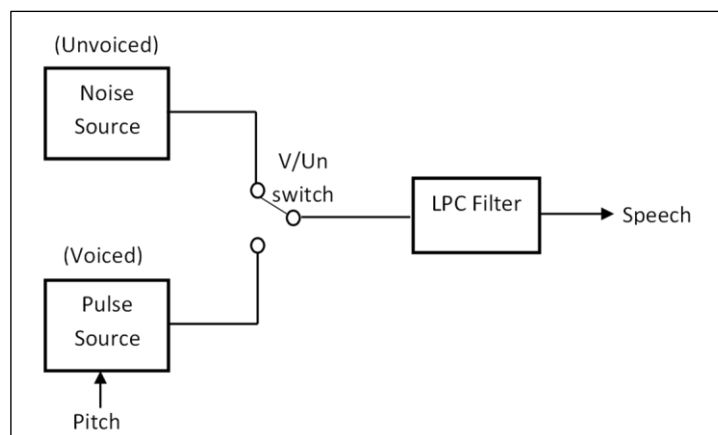 (Unvoiced)
Noise
Source
V/Un
switch
LPC Filter
Speech
(Voiced)
Pulse
Source
Pitch